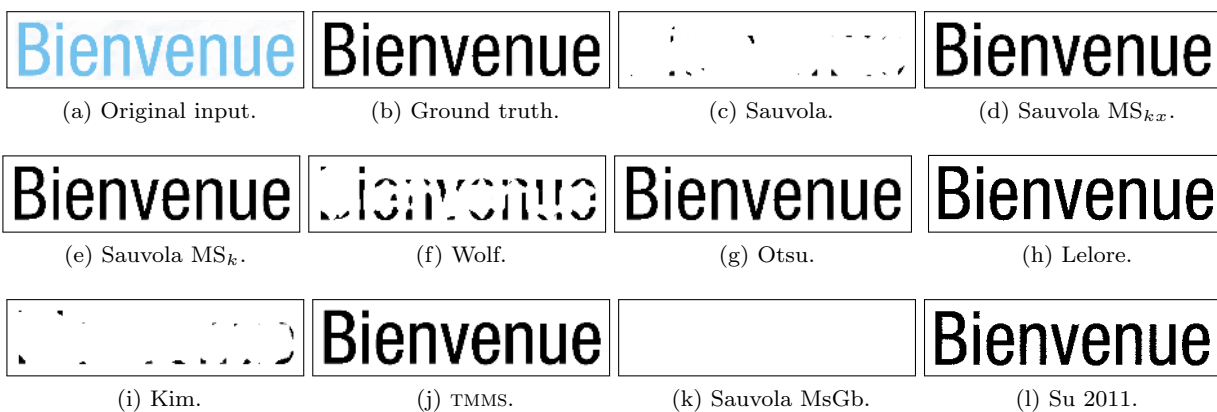 Bienvenue Bienvenue Bienvenue
(a) Original input. (b) Ground truth. (c) Sauvola. (d) Sauvola MSkx.
Bienvenue Bienvenue Bienvenue Bienvenue
(e) Sauvola MSk. (f) Wolf. (g) Otsu. (h) Lelore.
Bienvenue Bienvenue
(i) Kim. (j) TMMS. (k) Sauvola MsGb. (l) Su 2011.